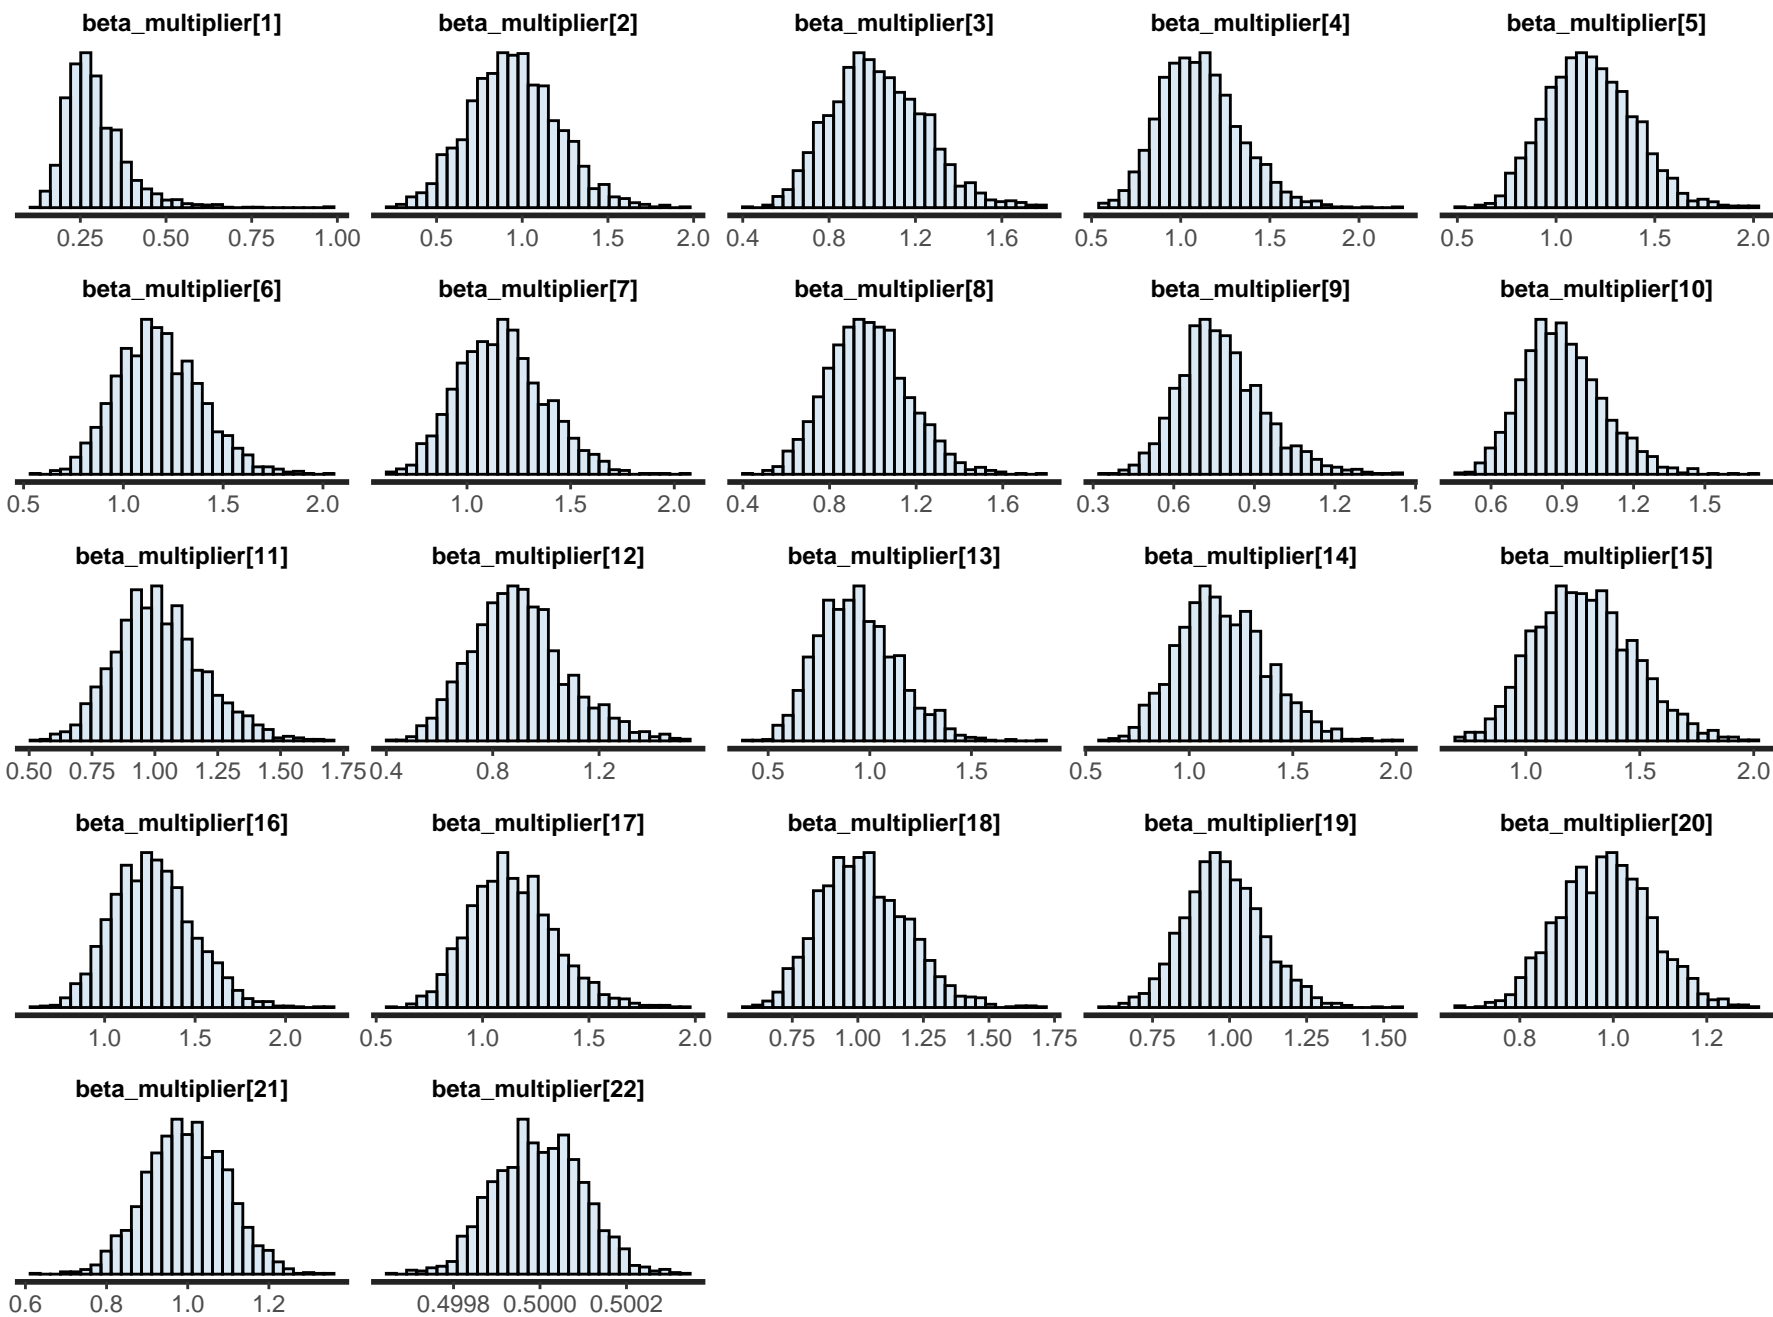 beta_multiplier[1] beta_multiplier[2] beta_multiplier[3] beta_multiplier[4] beta_multiplier[5]
0.25 0.50 0.75 1.00 0.5 1.0 1.5 2.0 0.4 0.8 1.2 1.6 0.5 1.0 1.5 2.0 0.5 1.0 1.5 2.0
beta_multiplier[6] beta_multiplier[7] beta_multiplier[8] beta_multiplier[9] beta_multiplier[10]
0.5 1.0 1.5 2.0 1.0 1.5 2.0 0.4 0.8 1.2 1.6 0.3 0.6 0.9 1.2 1.5 0.6 0.9 1.2 1.5
beta_multiplier[11] beta_multiplier[12] beta_multiplier[13] beta_multiplier[14] beta_multiplier[15]
0.50 0.75 1.00 1.25 1.50 1.75 0.4 0.8 1.2 0.5 1.0 1.5 0.5 1.0 1.5 2.0 1.0 1.5 2.0
beta_multiplier[16] beta_multiplier[17] beta_multiplier[18] beta_multiplier[19] beta_multiplier[20]
1.0 1.5 2.0 0.5 1.0 1.5 2.0 0.75 1.00 1.25 1.50 1.75 0.75 1.00 1.25 1.50 0.8 1.0 1.2
beta_multiplier[21] beta_multiplier[22]
0.6 0.8 1.0 1.2 0.4998 0.5000 0.5002